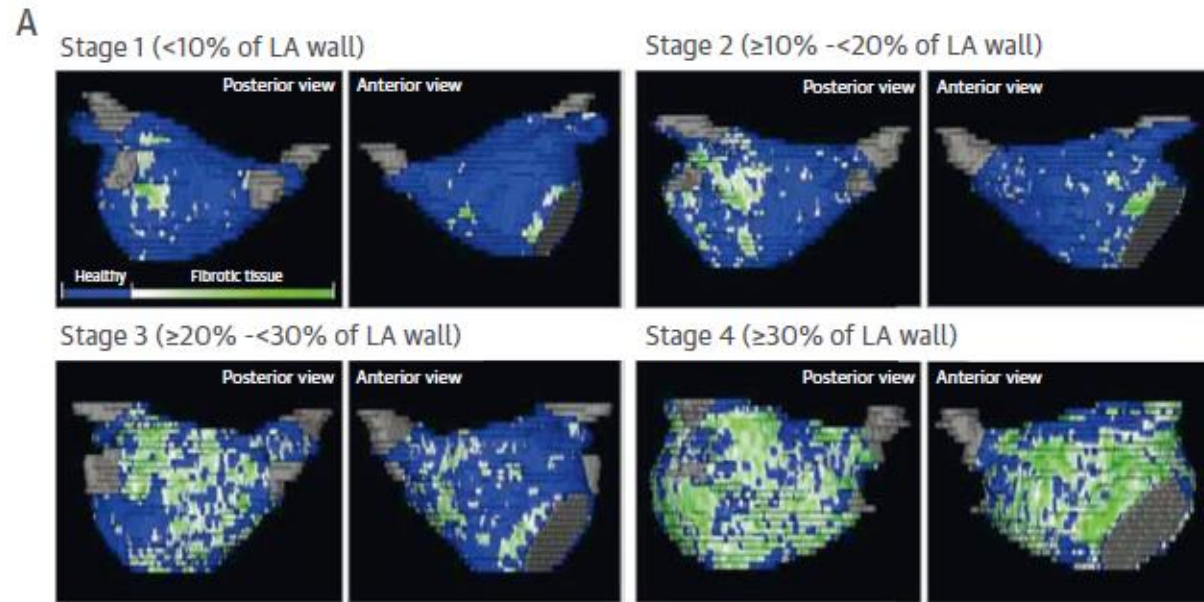 A
Stage 1 (<10% of LA wall)
Stage 2 (≥10% -<20% of LA wall)
Posterior view
Anterior view
Posterior view
Anterior view
Healthy
Fibrotic tissue
Stage 3 (≥20% -<30% of LA wall)
Stage 4 (≥30% of LA wall)
Posterior view
Anterior view
Posterior view
Anterior view